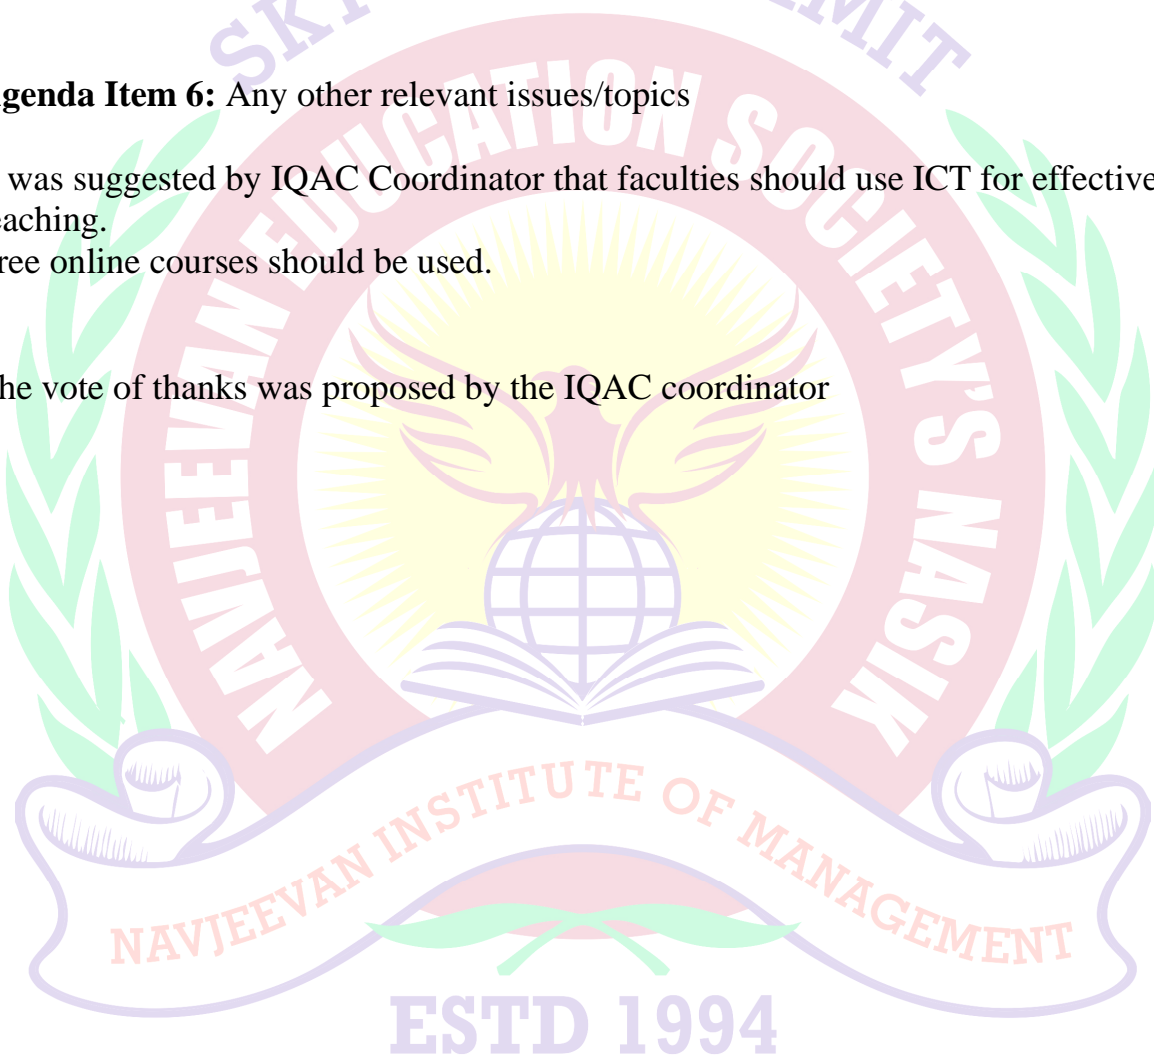 SK
MIT
genda Item 6: Any other relevant issues/topics
was suggested by IQAC Coordinator that faculties should use ICT for effective
eaching.
ree online courses should be used.
he vote of thanks was proposed by the IQAC coordinator
NAVJEEVAN EDUCATION SOCIETY'S NASIK
NAVJEEVAN INSTITUTE OF MANAGEMENT
ESTD 1994